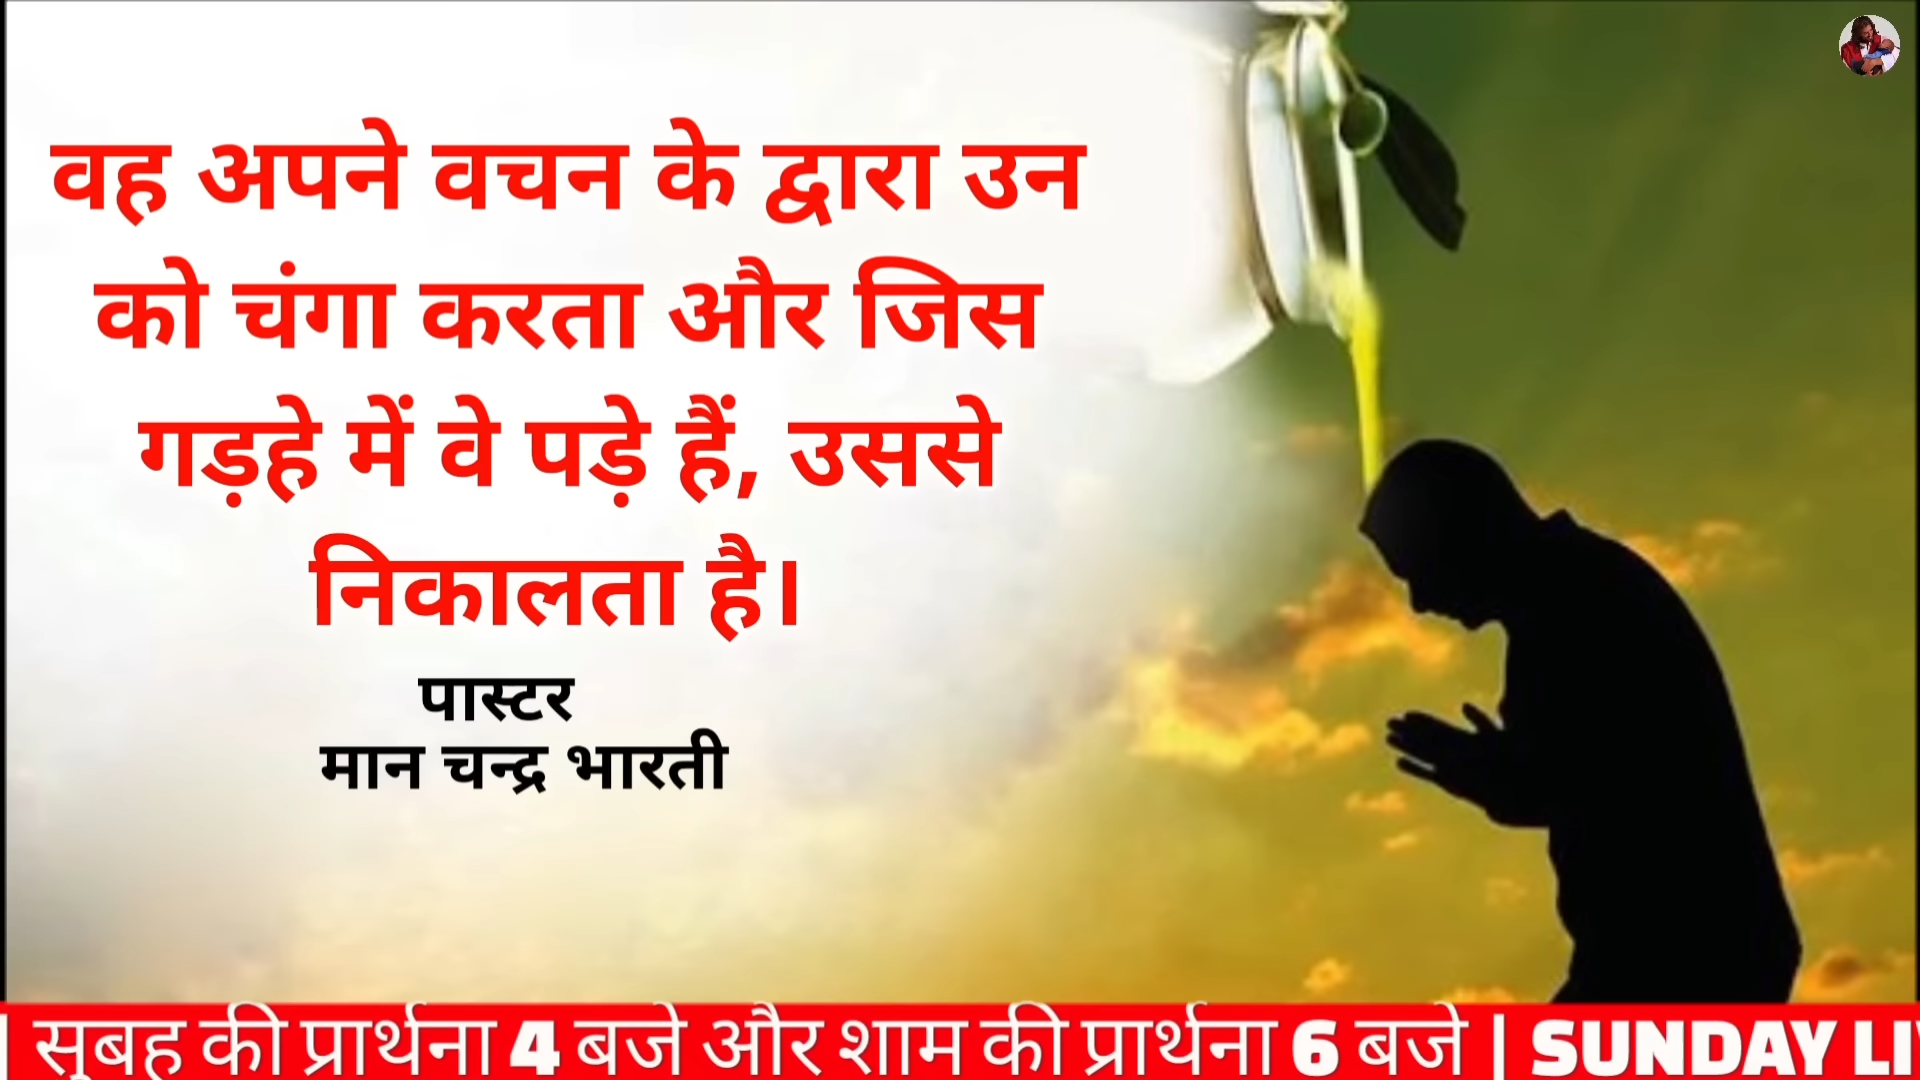 वह अपने वचन के द्वारा उन
को चंगा करता और जिस
गड़हे में वे पड़े हैं, उससे
निकालता है।
पास्टर
मान चन्द्र भारती
| सुबह की प्रार्थना 4 बजे और शाम की प्रार्थना 6 बजे | SUNDAY